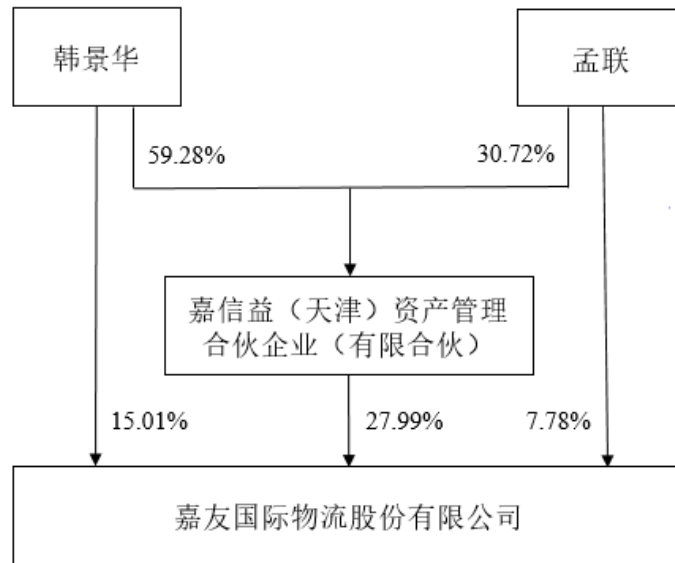 韩景华
孟联
59.28%
30.72%
嘉信益（天津）资产管理
合伙企业（有限合伙）
15.01%
27.99%
7.78%
嘉友国际物流股份有限公司